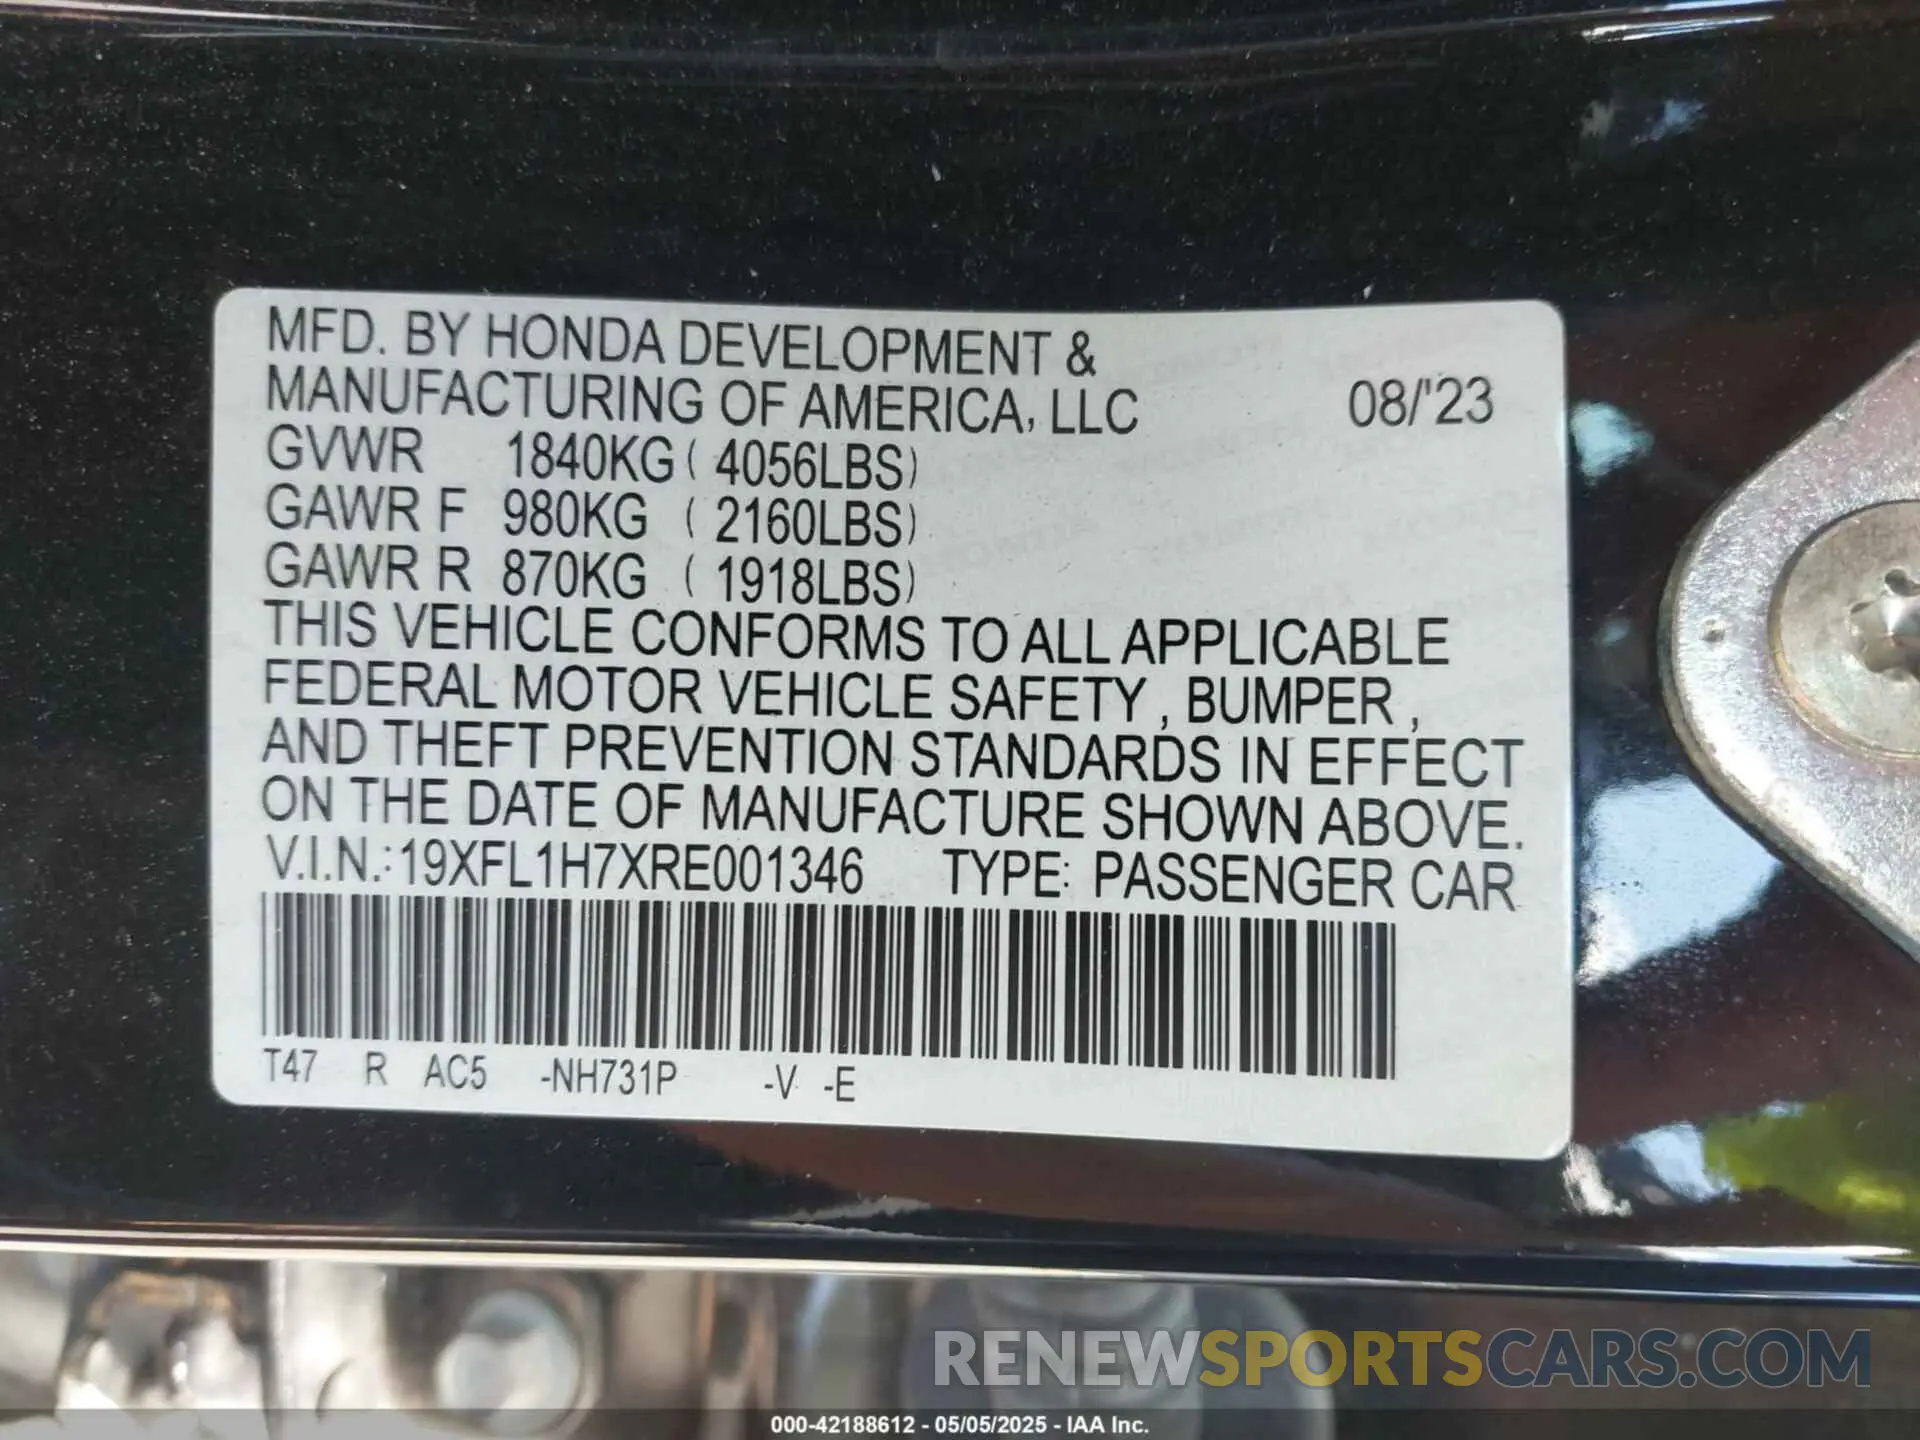 MFD. BY HONDA DEVELOPMENT &
MANUFACTURING OF AMERICA, LLC 08/'23
GVWR 1840KG ( 4056LBS)
GAWR F 980KG ( 2160LBS)
GAWR R 870KG ( 1918LBS)
THIS VEHICLE CONFORMS TO ALL APPLICABLE
FEDERAL MOTOR VEHICLE SAFETY , BUMPER ,
AND THEFT PREVENTION STANDARDS IN EFFECT
ON THE DATE OF MANUFACTURE SHOWN ABOVE.
V.I.N.:19XFL1H7XRE001346 TYPE: PASSENGER CAR
T47 R AC5 -NH731P -V -E
RENEWSPORTSCARS.COM
000-42188612 - 05/05/2025 - IAA Inc.